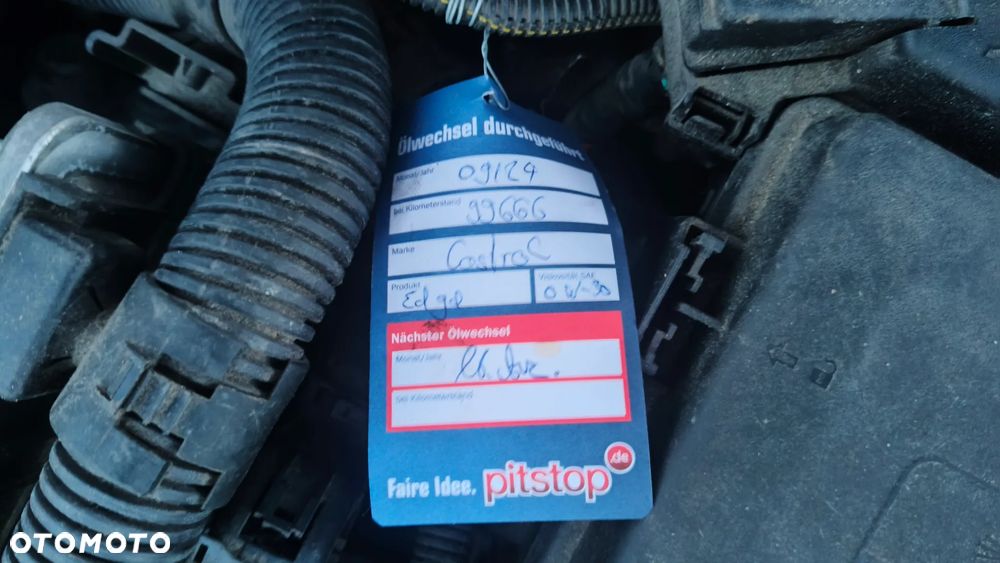 Ölwechsel durchgeführt
Monat/Jahr 09/24
bei Kilometerstand 99666
Marke Castrol
Produkt Edge Viskosität SAE 0W-30
Nächster Ölwechsel
Monat/Jahr
bei Kilometerstand
Faire Idee. pitstop.de
OTOMOTO